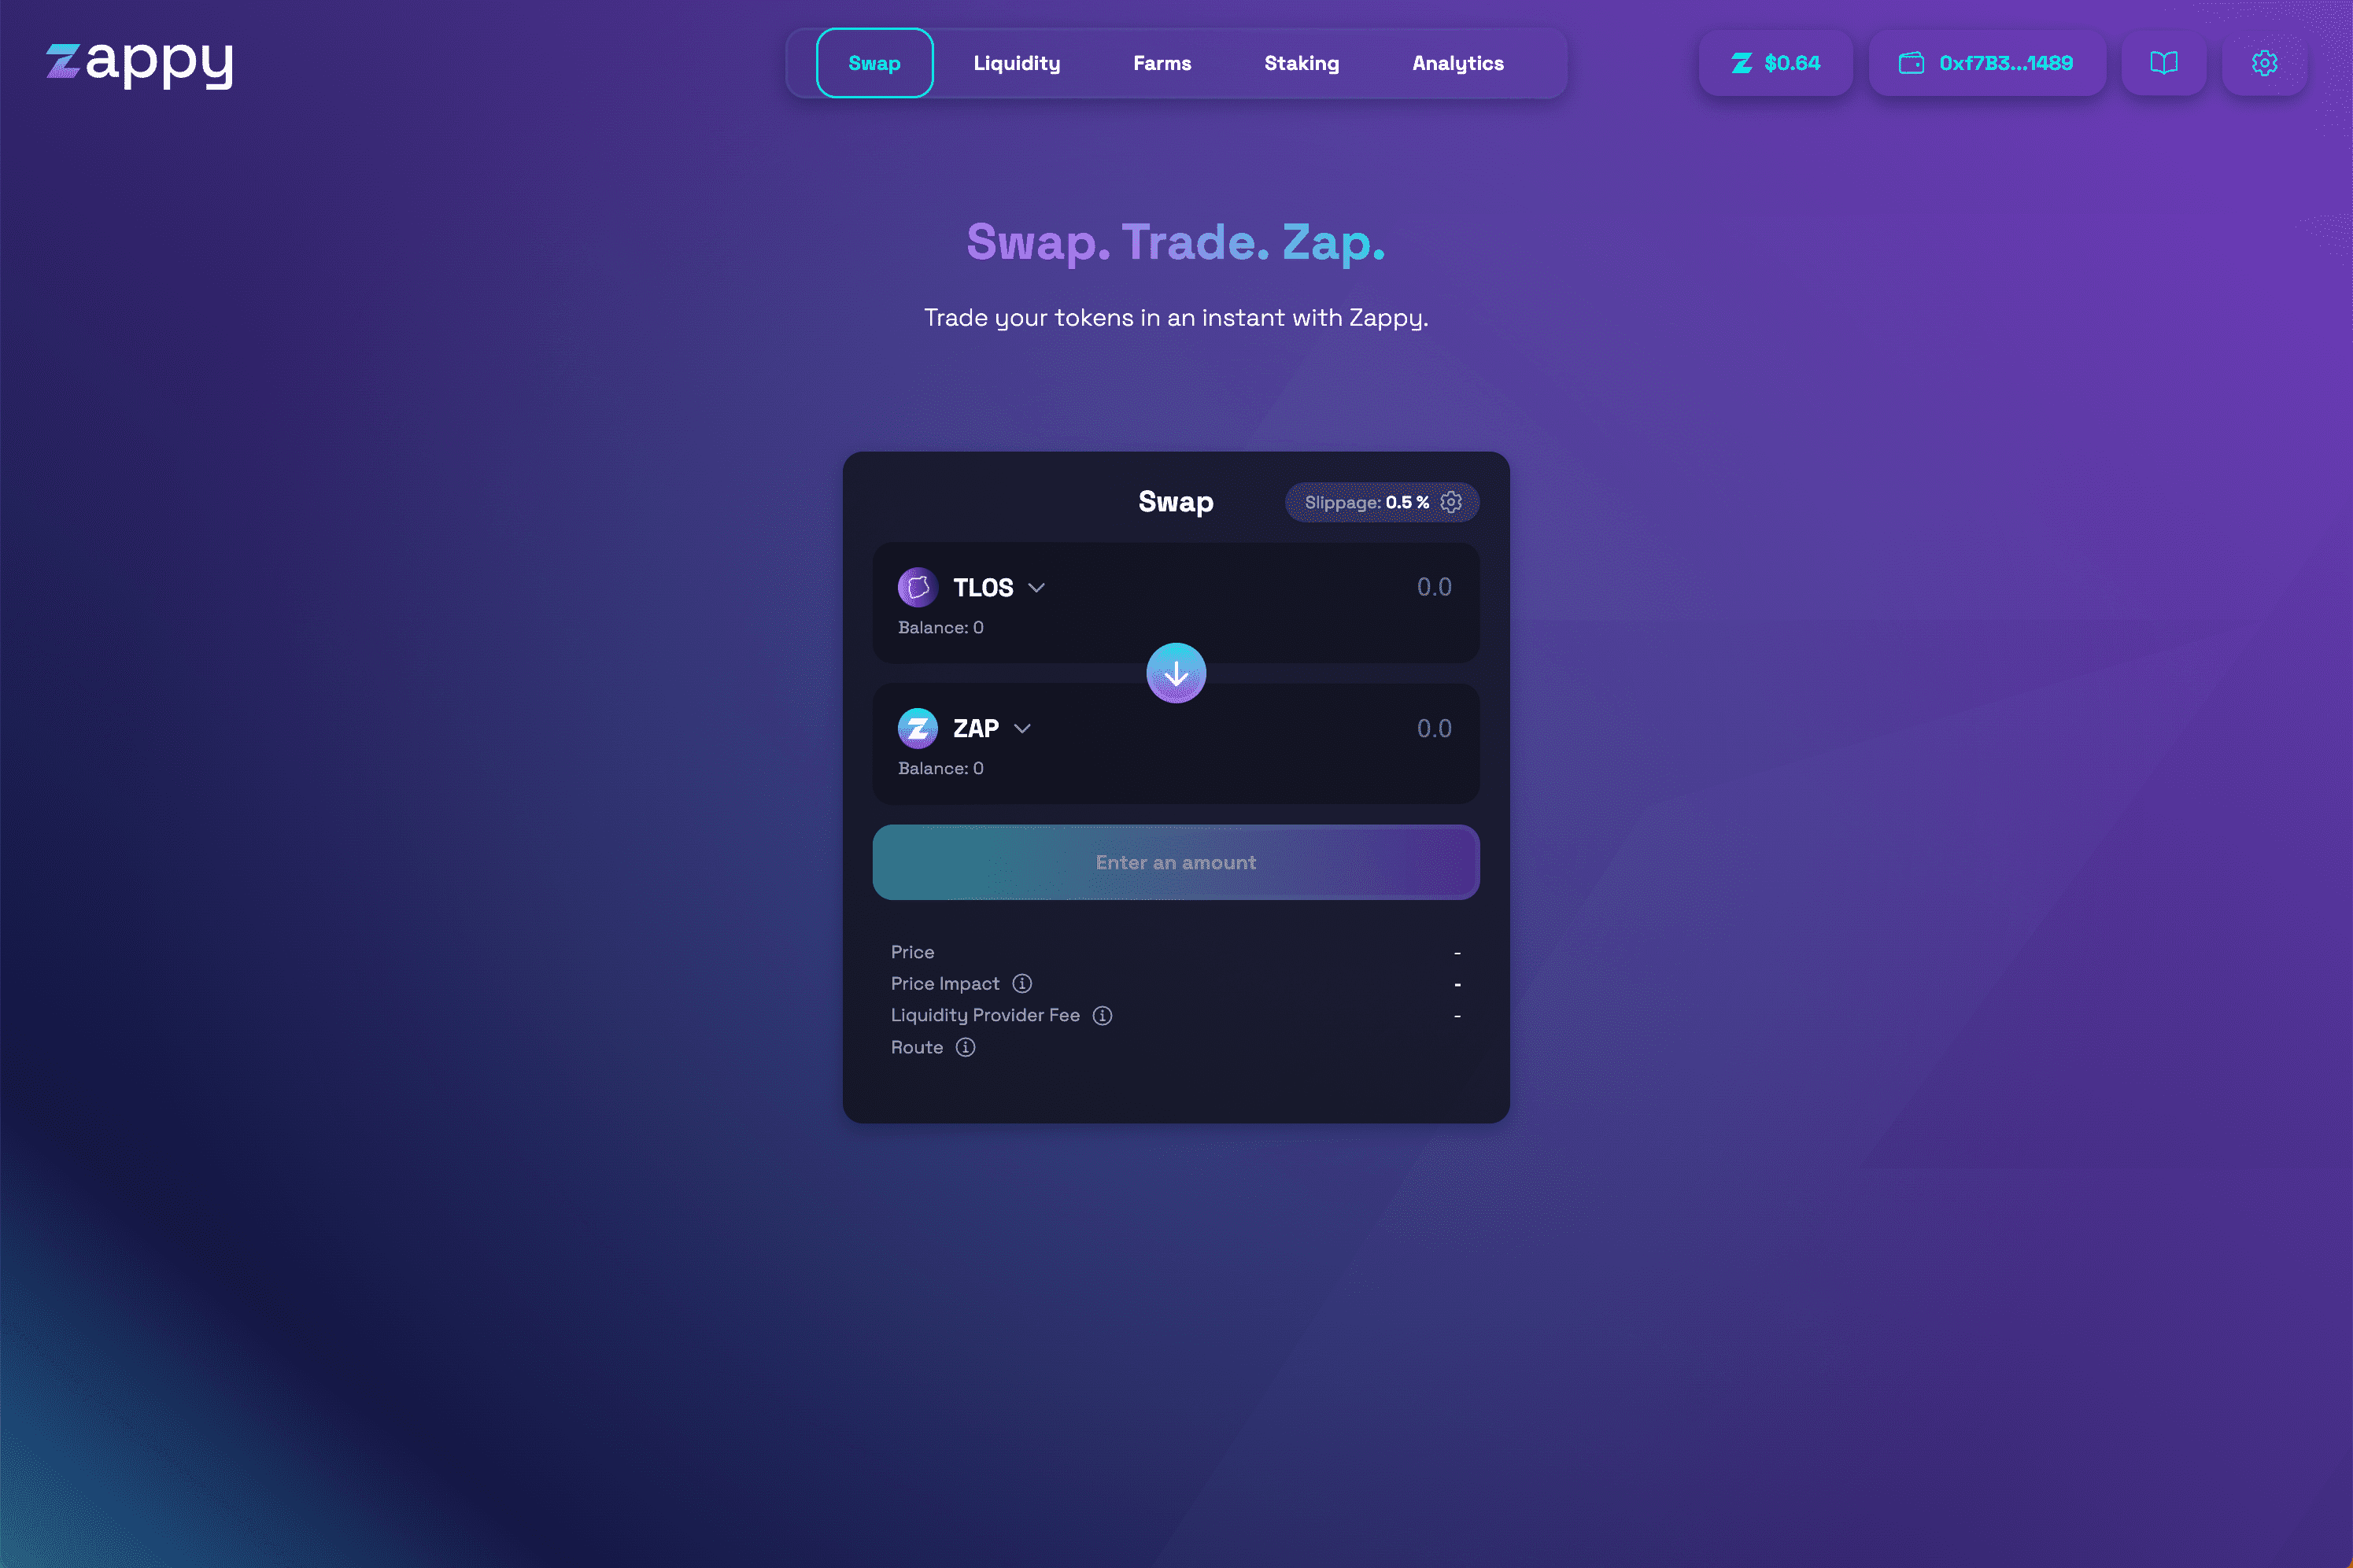 zappy
Swap Liquidity Farms Staking Analytics
$0.64 0xf7B3...1489
Swap. Trade. Zap.
Trade your tokens in an instant with Zappy.
Swap Slippage: 0.5 %
TLOS 0.0
Balance: 0
ZAP 0.0
Balance: 0
Enter an amount
Price -
Price Impact -
Liquidity Provider Fee -
Route